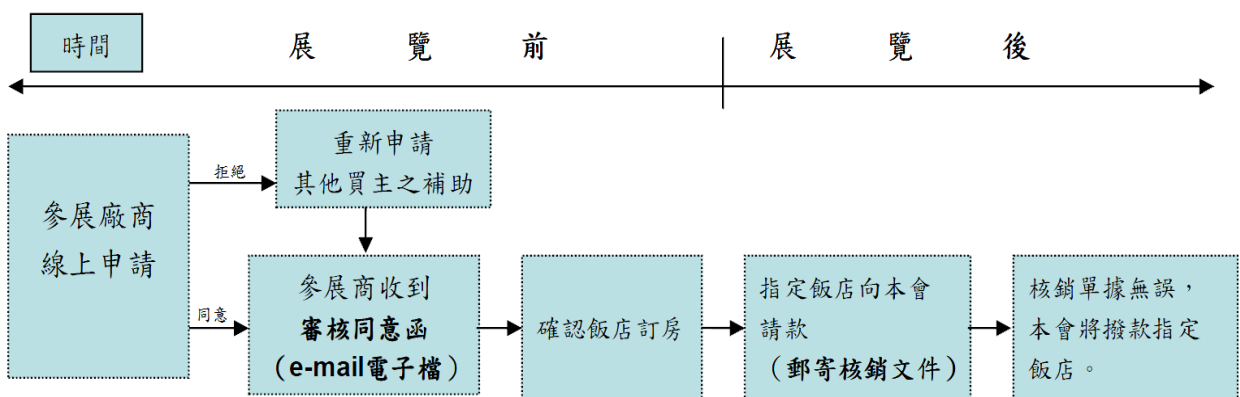 時間
展覽前
展覽後
參展廠商
線上申請
拒絕
重新申請
其他買主之補助
同意
參展商收到
審核同意函
（e-mail電子檔）
確認飯店訂房
指定飯店向本會
請款
（郵寄核銷文件）
核銷單據無誤，
本會將撥款指定
飯店。